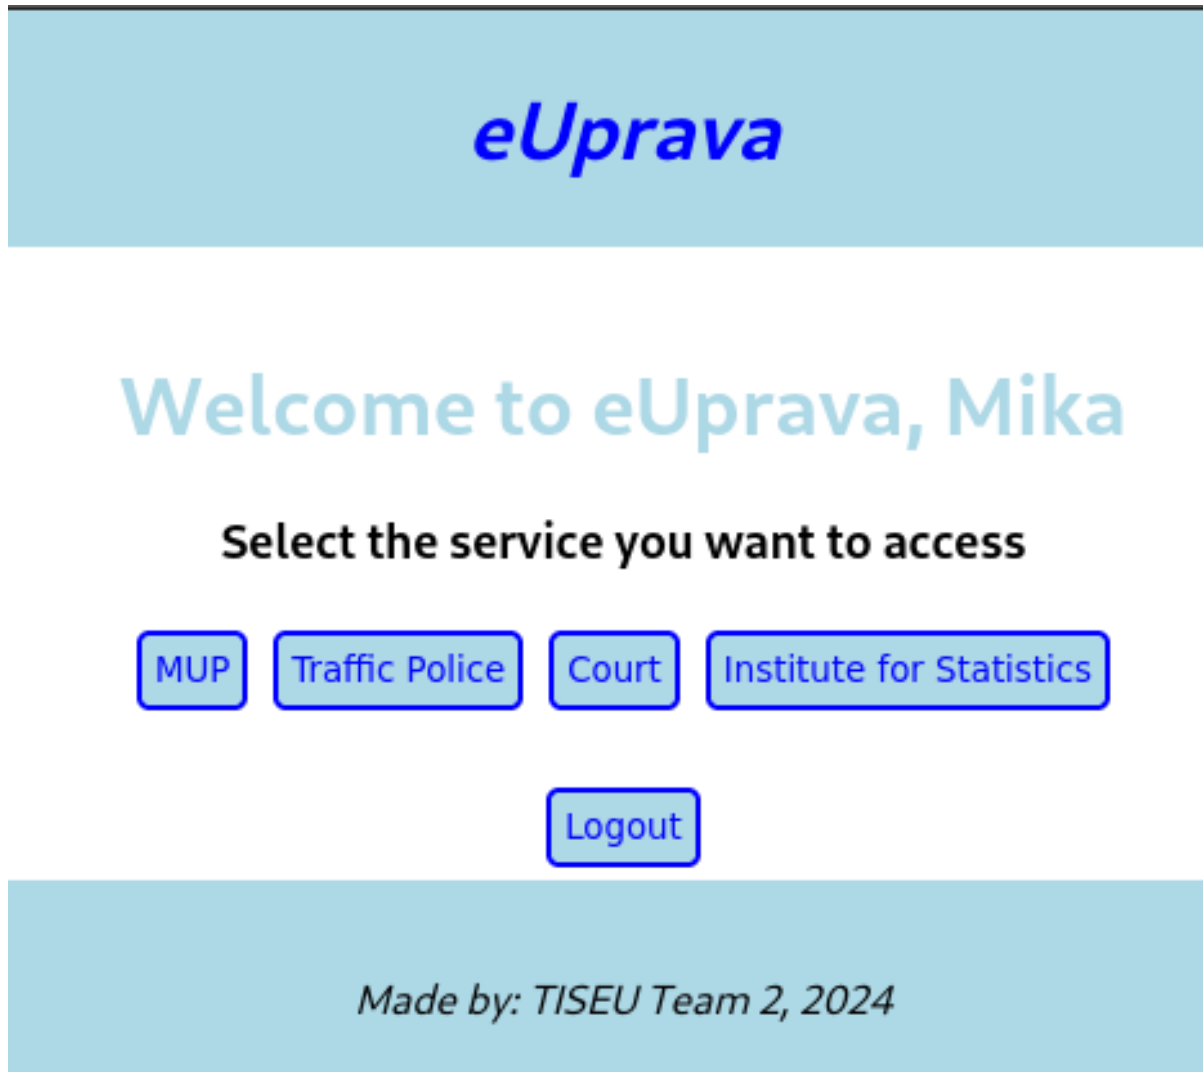 eUprava
Welcome to eUprava, Mika
Select the service you want to access
MUP Traffic Police Court Institute for Statistics
Logout
Made by: TISEU Team 2, 2024